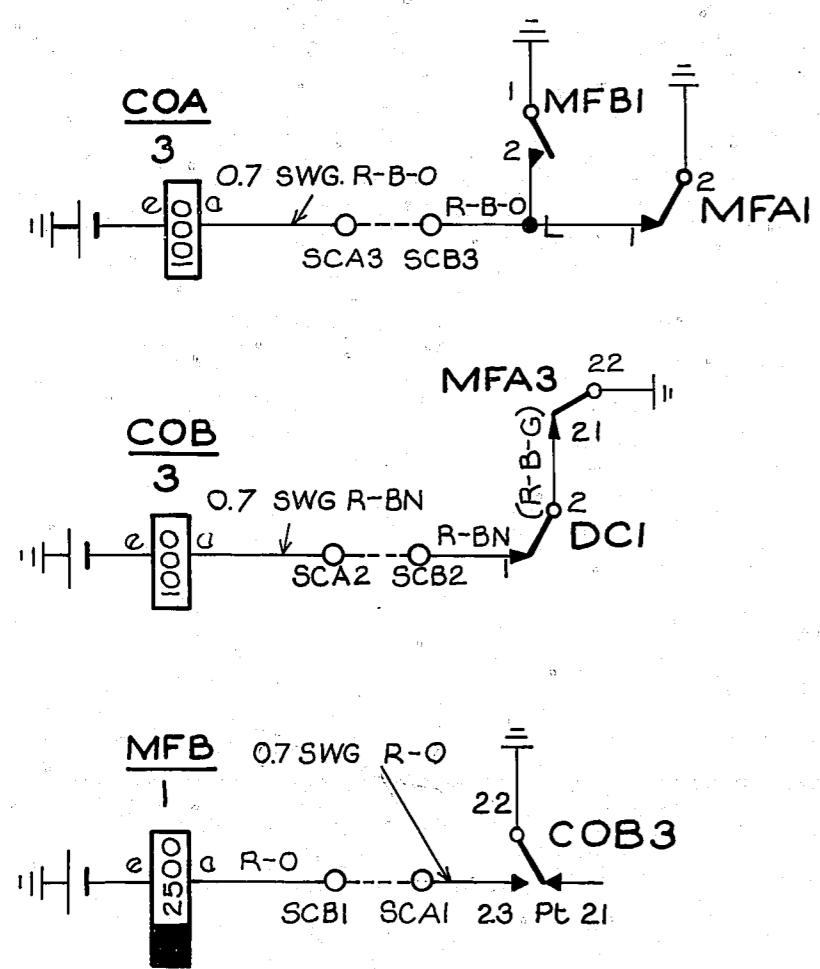 COA
3
1000
e a
0.7 SWG. R-B-O
SCA3 SCB3
R-B-O
L
1 MFB1
2
1 2 MFA1
COB
3
1000
e a
0.7 SWG R-BN
SCA2 SCB2
R-BN
1 2 DC1
(R-B-G)
MFA3 22
21
MFB
1
2500
e a
R-O
0.7 SWG R-O
SCB1 SCA1
22 COB3
23 Pt 21